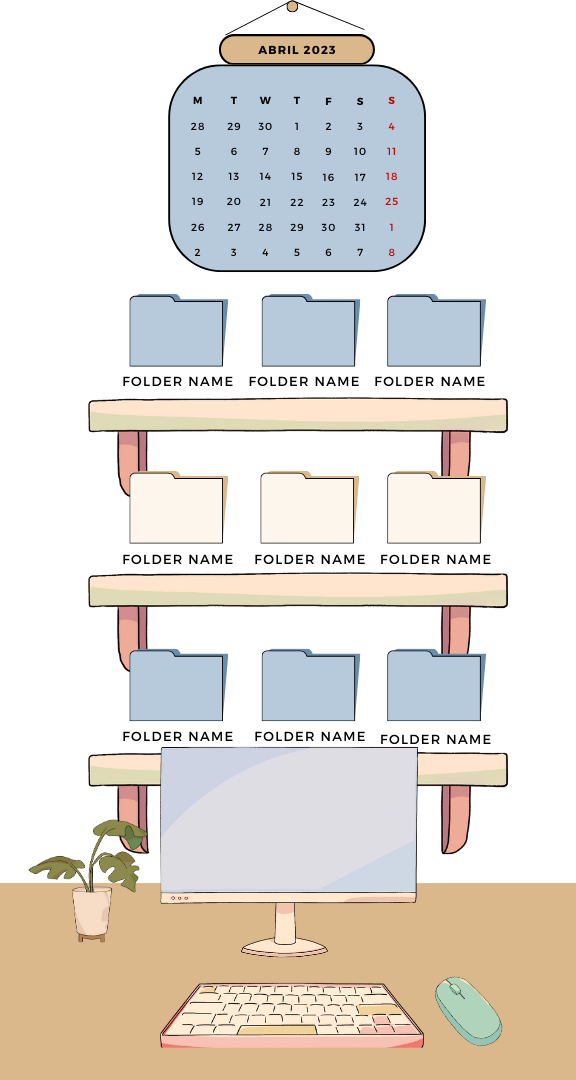 ABRIL 2023
M T W T F S S
28 29 30 1 2 3 4
5 6 7 8 9 10 11
12 13 14 15 16 17 18
19 20 21 22 23 24 25
26 27 28 29 30 31 1
2 3 4 5 6 7 8
FOLDER NAME FOLDER NAME FOLDER NAME
FOLDER NAME FOLDER NAME FOLDER NAME
FOLDER NAME FOLDER NAME FOLDER NAME